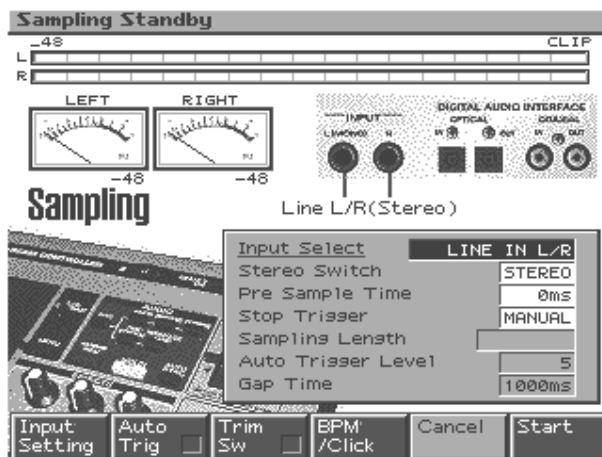 Sampling Standby
-48 CLIP
L
R
LEFT RIGHT
-48 -48
INPUT
L(MONO) R
DIGITAL AUDIO INTERFACE
OPTICAL COAXIAL
IN OUT IN OUT
Line L/R(Stereo)
Sampling
Input Select LINE IN L/R
Stereo Switch STEREO
Pre Sample Time 0ms
Stop Trigger MANUAL
Sampling Length
Auto Trigger Level 5
Gap Time 1000ms
Input Setting
Auto Trig
Trim Sw
BPM /Click
Cancel
Start